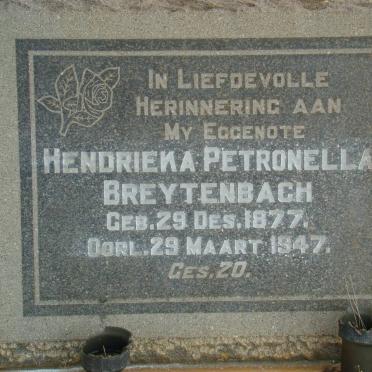 In Liefdevolle
Herinnering aan
My Eggenote
Hendrieka Petronella
Breytenbach
Geb. 29 Des. 1877.
Oorl. 29 Maart 1947.
Ges. 20.